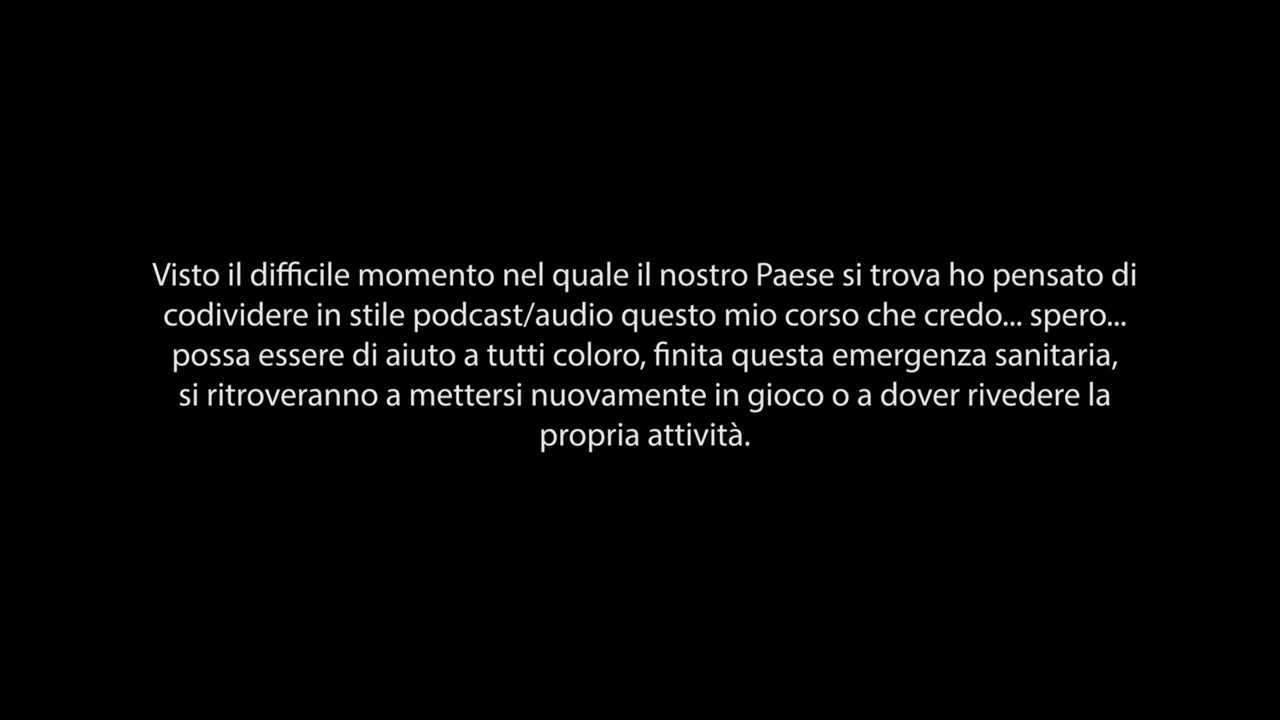 Visto il difficile momento nel quale il nostro Paese si trova ho pensato di
codividere in stile podcast/audio questo mio corso che credo... spero...
possa essere di aiuto a tutti coloro, finita questa emergenza sanitaria,
si ritroveranno a mettersi nuovamente in gioco o a dover rivedere la
propria attività.